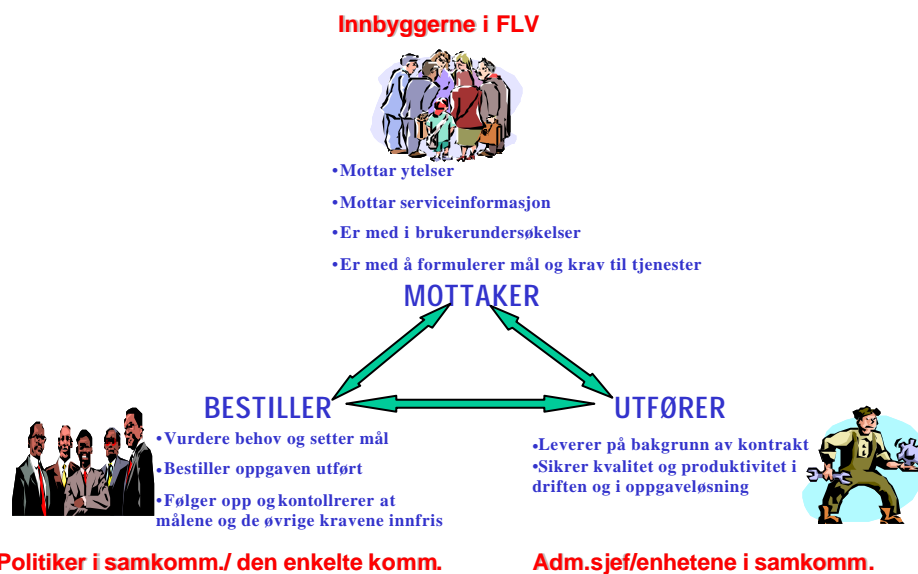 Innbyggerne i FLV
•Mottar ytelser
•Mottar serviceinformasjon
•Er med i brukerundersøkelser
•Er med å formulerer mål og krav til tjenester
MOTTAKER
BESTILLER
•Vurdere behov og setter mål
•Bestiller oppgaven utført
•Følger opp og kontollrerer at
målene og de øvrige kravene innfris
UTFØRER
•Leverer på bakgrunn av kontrakt
•Sikrer kvalitet og produktivitet i
driften og i oppgaveløsning
Politiker i samkomm./ den enkelte komm.
Adm.sjef/enhetene i samkomm.